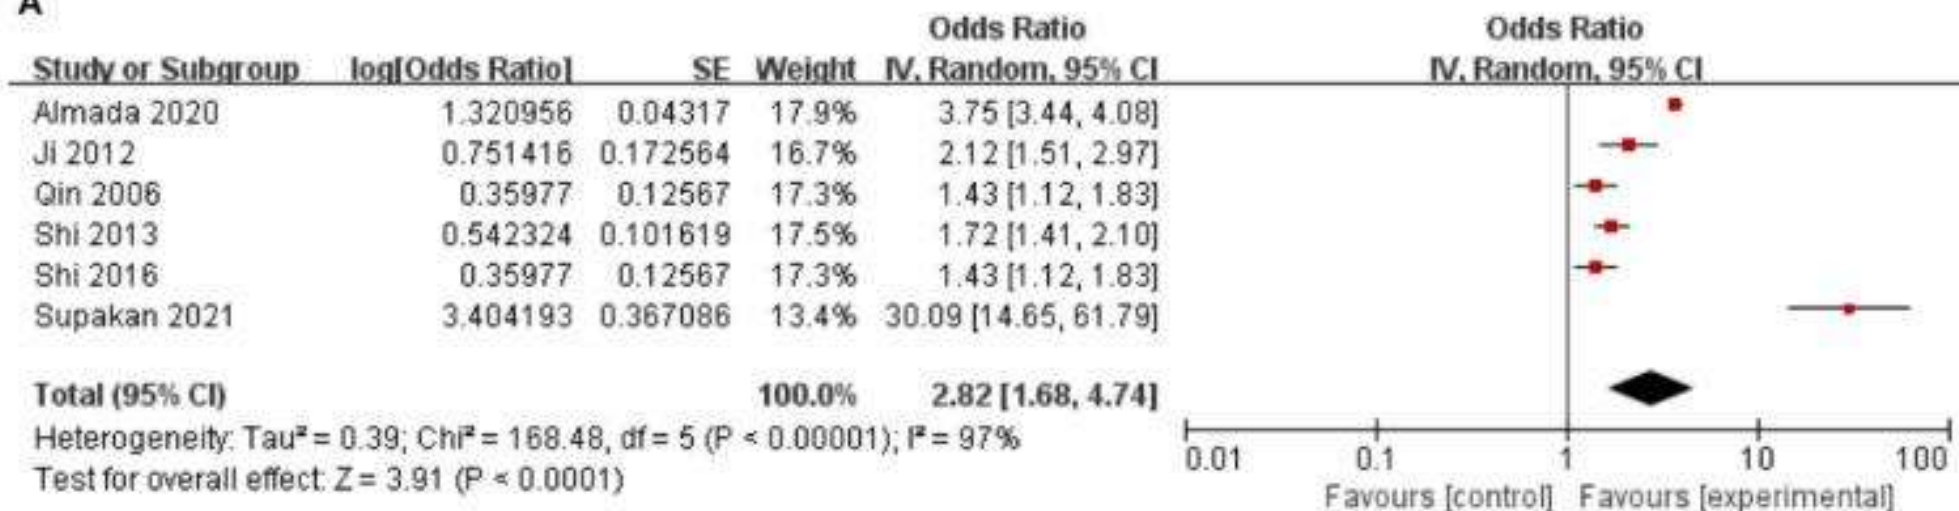 A
Odds Ratio Odds Ratio
Study or Subgroup log[Odds Ratio] SE Weight IV, Random, 95% CI IV, Random, 95% CI
Almada 2020 1.320956 0.04317 17.9% 3.75 [3.44, 4.08]
Ji 2012 0.751416 0.172564 16.7% 2.12 [1.51, 2.97]
Qin 2006 0.35977 0.12567 17.3% 1.43 [1.12, 1.83]
Shi 2013 0.542324 0.101619 17.5% 1.72 [1.41, 2.10]
Shi 2016 0.35977 0.12567 17.3% 1.43 [1.12, 1.83]
Supakan 2021 3.404193 0.367086 13.4% 30.09 [14.65, 61.79]
Total (95% CI) 100.0% 2.82 [1.68, 4.74]
Heterogeneity: Tau² = 0.39; Chi² = 168.48, df = 5 (P < 0.00001); I² = 97%
Test for overall effect: Z = 3.91 (P < 0.0001)
0.01 0.1 1 10 100
Favours [control] Favours [experimental]